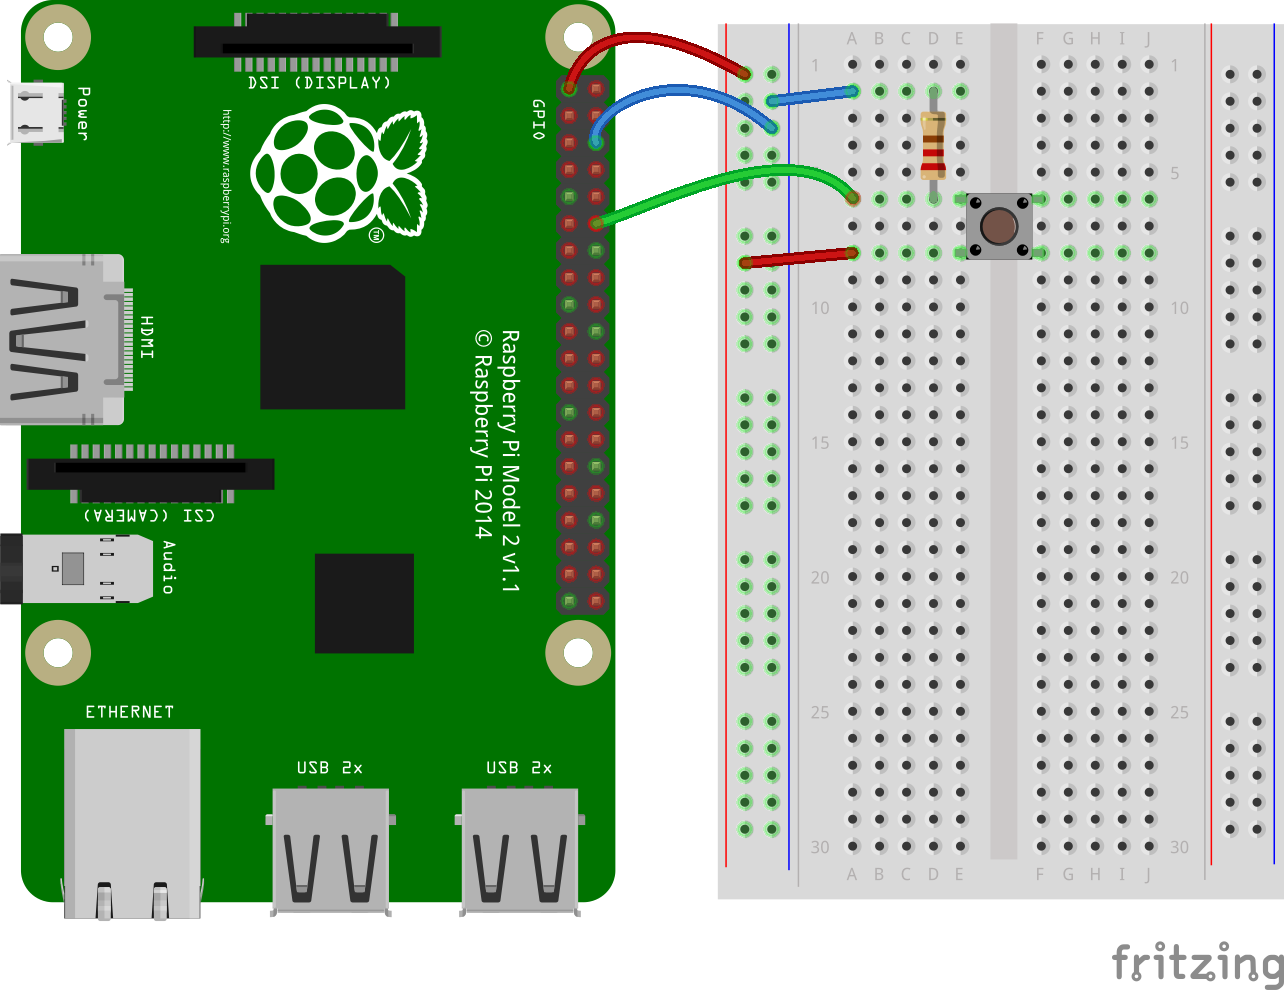 DSI (DISPLAY)
Power
http://www.raspberrypi.org
GPIO
TM
HDMI
Raspberry Pi Model 2 v1.1
© Raspberry Pi 2014
CSI (CAMERA)
Audio
ETHERNET
USB 2x
USB 2x
A B C D E F G H I J
1 1
5 5
10 10
15 15
20 20
25 25
30 30
A B C D E F G H I J
fritzing